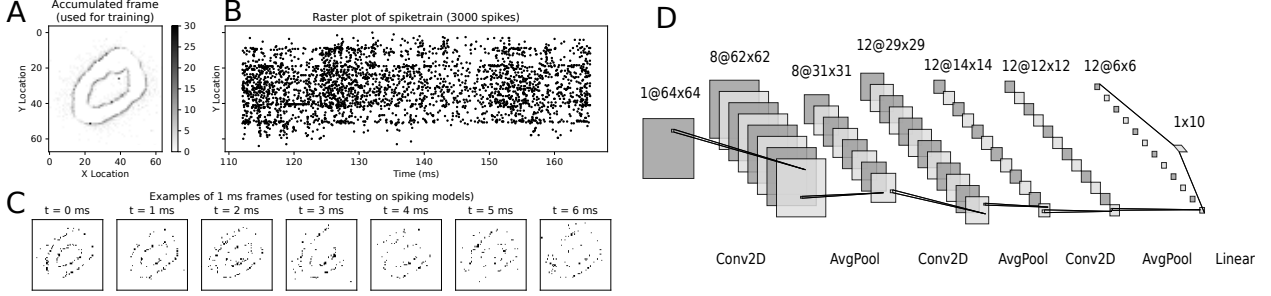 A
Accumulated frame
(used for training)
0
20
40
60
Y Location
0 20 40 60
X Location
30
25
20
15
10
5
0
B
Raster plot of spiketrain (3000 spikes)
0
20
40
60
Y Location
110 120 130 140 150 160
Time (ms)
C
Examples of 1 ms frames (used for testing on spiking models)
t = 0 ms t = 1 ms t = 2 ms t = 3 ms t = 4 ms t = 5 ms t = 6 ms
D
1@64x64
8@62x62
8@31x31
12@29x29
12@14x14
12@12x12
12@6x6
1x10
Conv2D AvgPool Conv2D AvgPool Conv2D AvgPool Linear